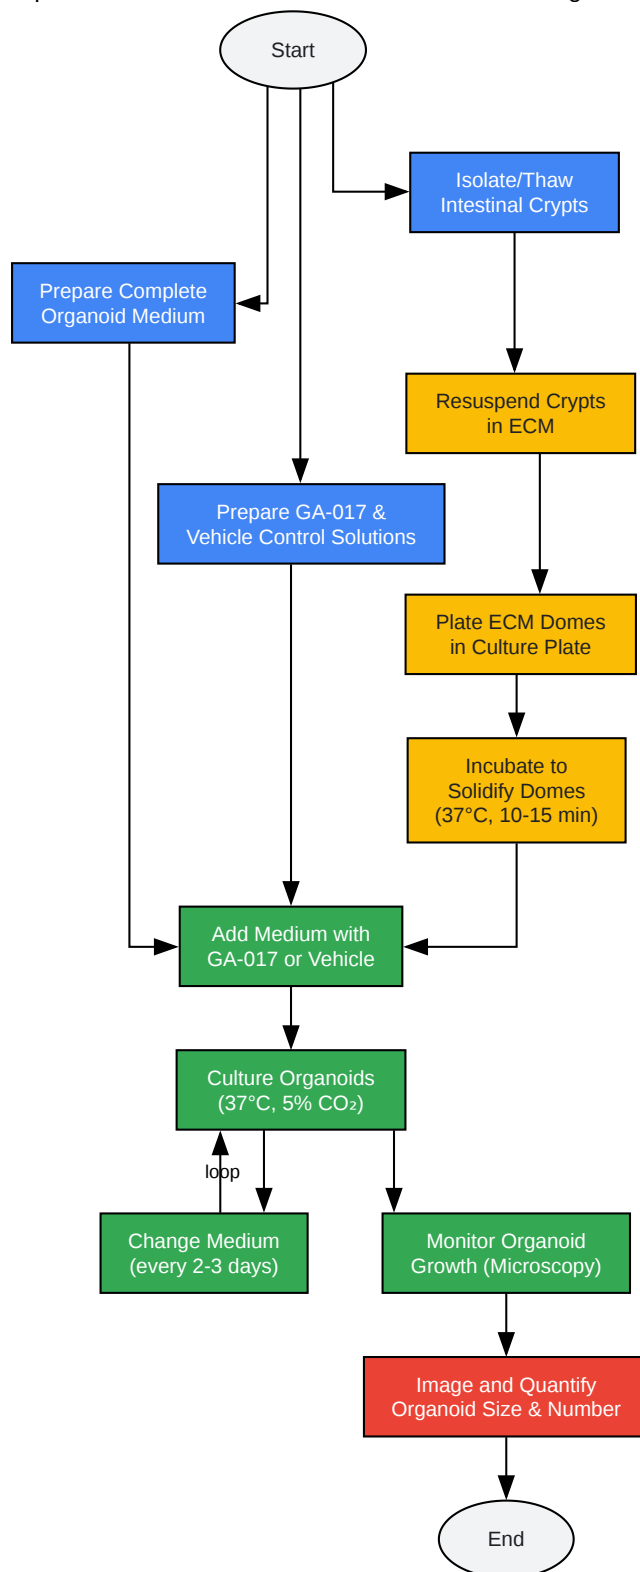 Start
Isolate/Thaw
Intestinal Crypts
Prepare Complete
Organoid Medium
Resuspend Crypts
in ECM
Prepare GA-017 &
Vehicle Control Solutions
Plate ECM Domes
in Culture Plate
Incubate to
Solidify Domes
(37°C, 10-15 min)
Add Medium with
GA-017 or Vehicle
Culture Organoids
(37°C, 5% CO₂)
loop
Change Medium
(every 2-3 days)
Monitor Organoid
Growth (Microscopy)
Image and Quantify
Organoid Size & Number
End